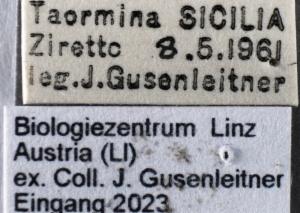 Taormina SICILIA
Ziretto 8.5.1961
leg.J.Gusenleitner
Biologiezentrum Linz
Austria (LI)
ex. Coll. J. Gusenleitner
Eingang 2023